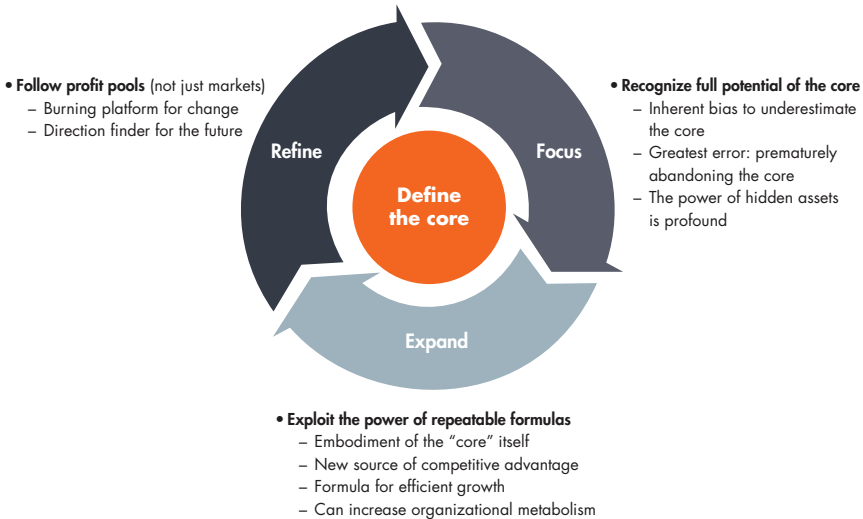 • Follow profit pools (not just markets)
– Burning platform for change
– Direction finder for the future
Refine
Focus
Define
the core
Expand
• Recognize full potential of the core
– Inherent bias to underestimate
the core
– Greatest error: prematurely
abandoning the core
– The power of hidden assets
is profound
• Exploit the power of repeatable formulas
– Embodiment of the “core” itself
– New source of competitive advantage
– Formula for efficient growth
– Can increase organizational metabolism